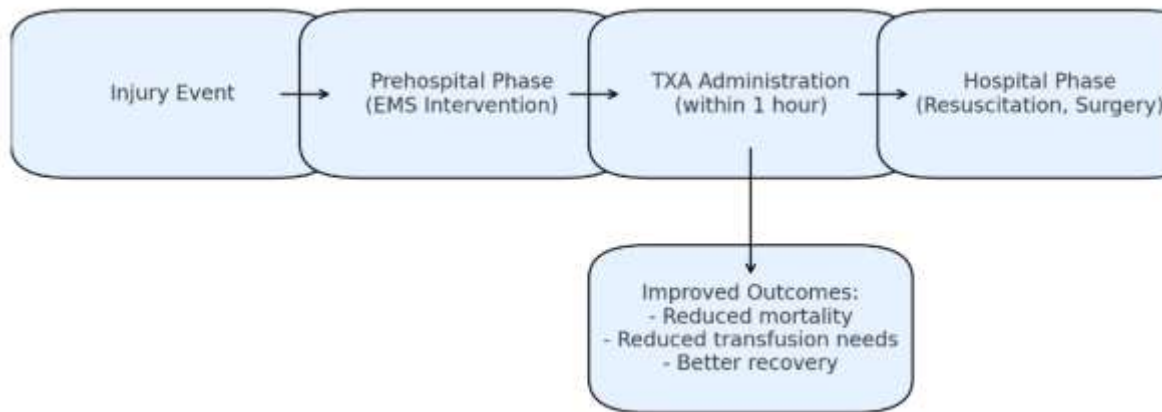 Injury Event
Prehospital Phase
(EMS Intervention)
TXA Administration
(within 1 hour)
Hospital Phase
(Resuscitation, Surgery)
Improved Outcomes:
- Reduced mortality
- Reduced transfusion needs
- Better recovery